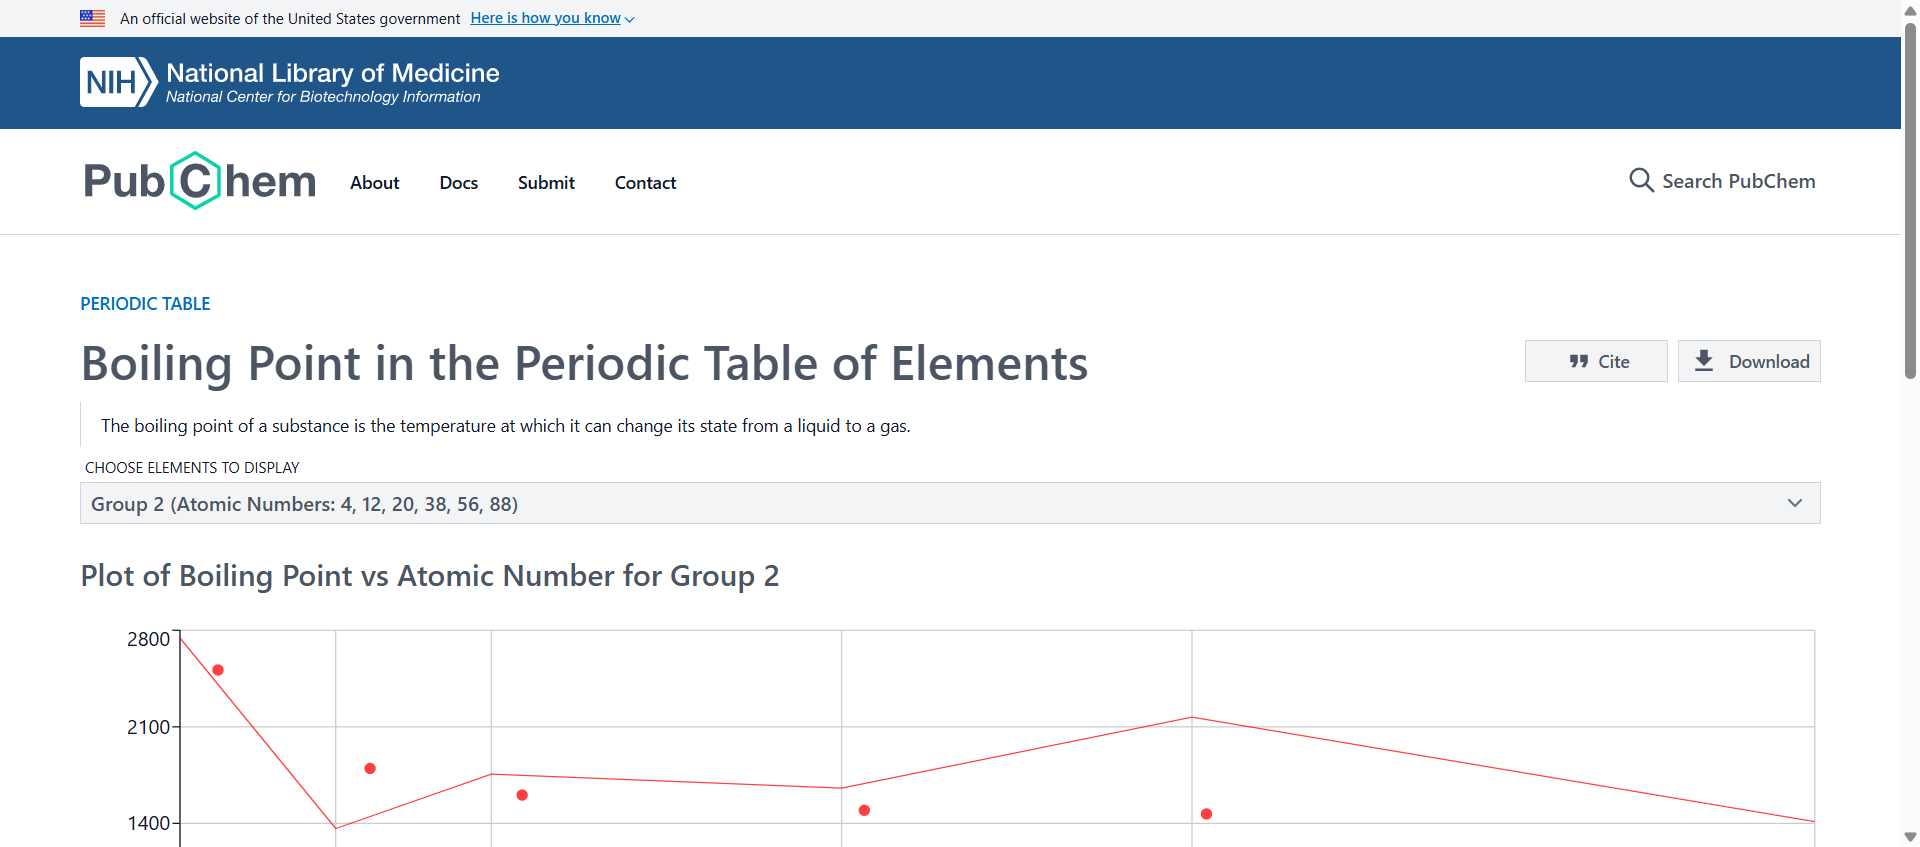 An official website of the United States government Here is how you know
NIH National Library of Medicine
National Center for Biotechnology Information
PubChem About Docs Submit Contact Search PubChem
PERIODIC TABLE
Boiling Point in the Periodic Table of Elements
Cite Download
The boiling point of a substance is the temperature at which it can change its state from a liquid to a gas.
CHOOSE ELEMENTS TO DISPLAY
Group 2 (Atomic Numbers: 4, 12, 20, 38, 56, 88)
Plot of Boiling Point vs Atomic Number for Group 2
2800
2100
1400